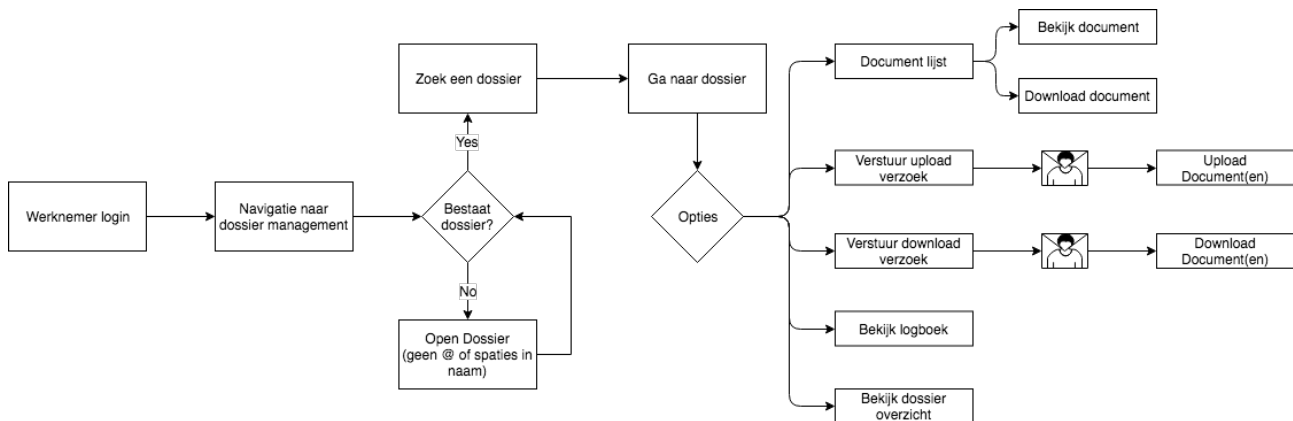 Werknemer login
Navigatie naar
dossier management
Bestaat
dossier?
Yes
Zoek een dossier
No
Open Dossier
(geen @ of spaties in
naam)
Ga naar dossier
Opties
Document lijst
Bekijk document
Download document
Verstuur upload
verzoek
Upload
Document(en)
Verstuur download
verzoek
Download
Document(en)
Bekijk logboek
Bekijk dossier
overzicht